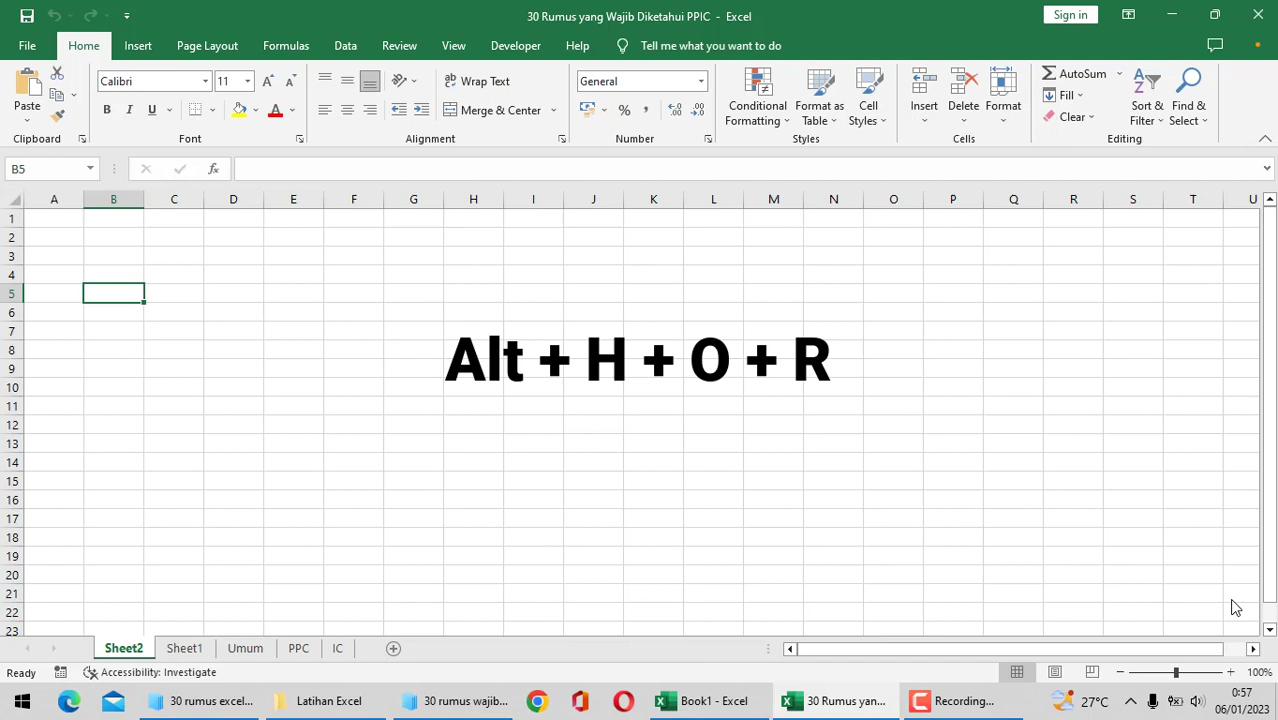 30 Rumus yang Wajib Diketahui PPIC - Excel
Sign in
File Home Insert Page Layout Formulas Data Review View Developer Help Tell me what you want to do
Paste
Clipboard
Calibri 11
B I U A
Font
Wrap Text
Merge & Center
Alignment
General
%
Number
Conditional Formatting
Format as Table
Cell Styles
Styles
Insert Delete Format
Cells
AutoSum
Fill
Clear
Sort & Filter
Find & Select
Editing
B5 fx
A B C D E F G H I J K L M N O P Q R S T U
1
2
3
4
5
6
7
8
9
10
11
12
13
14
15
16
17
18
19
20
21
22
23
Alt + H + O + R
Sheet2 Sheet1 Umum PPC IC
Ready Accessibility: Investigate 100%
30 rumus excel... Latihan Excel 30 rumus wajib... Book1 - Excel 30 Rumus yan... Recording... 27°C 0:57
06/01/2023